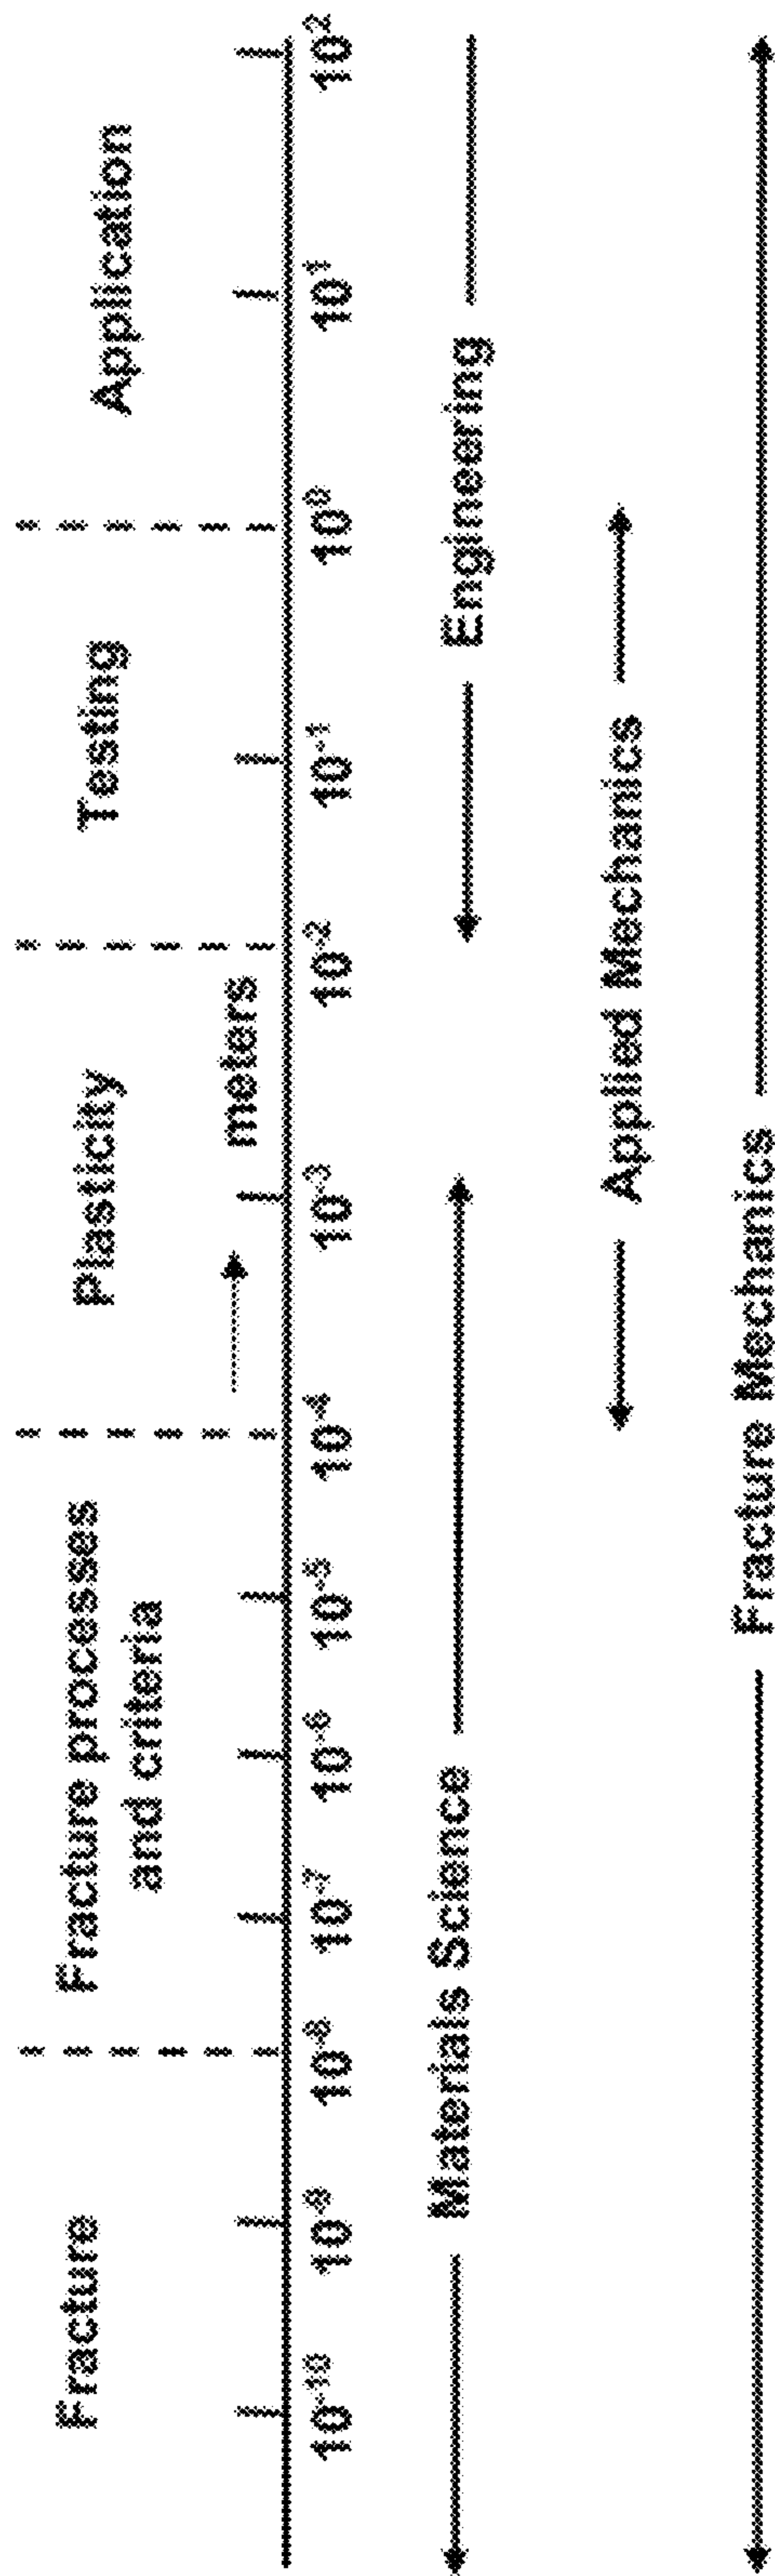 Fracture
Fracture processes
and criteria
Plasticity
Testing
Application
meters
10⁻¹⁰ 10⁻⁹ 10⁻⁸ 10⁻⁷ 10⁻⁶ 10⁻⁵ 10⁻⁴ 10⁻³ 10⁻² 10⁻¹ 10⁰ 10¹ 10²
Materials Science
Engineering
Applied Mechanics
Fracture Mechanics